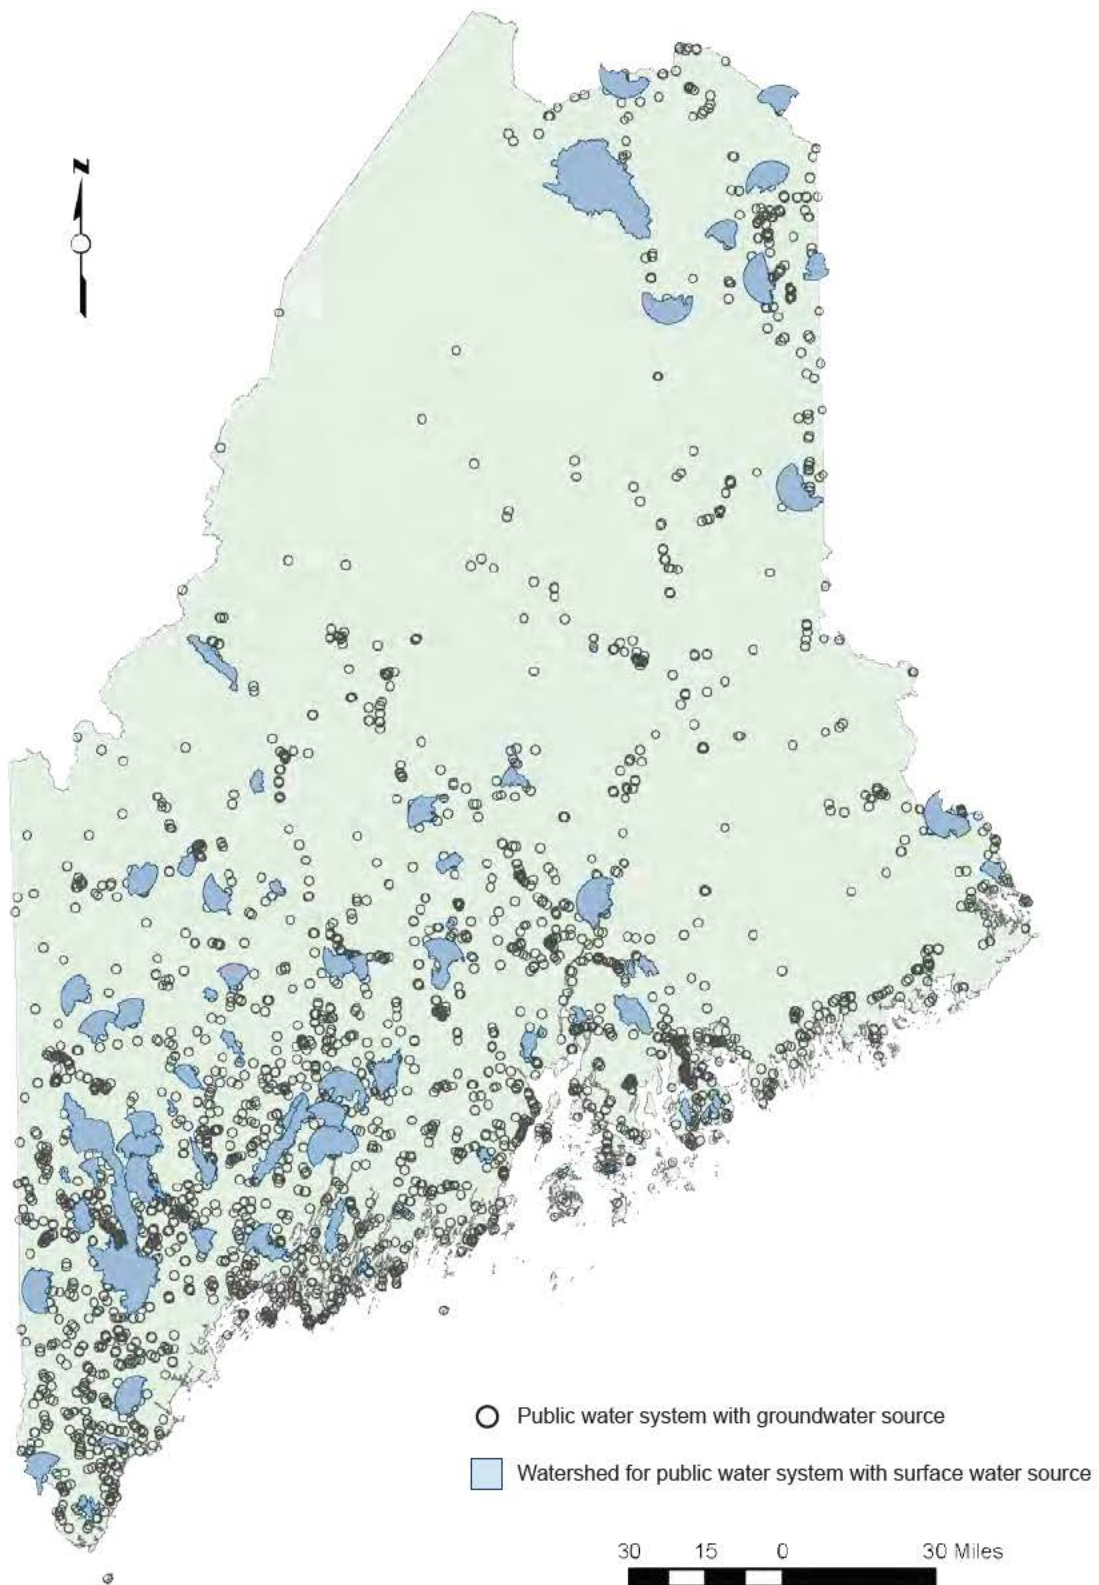 N
Public water system with groundwater source
Watershed for public water system with surface water source
30 15 0 30 Miles